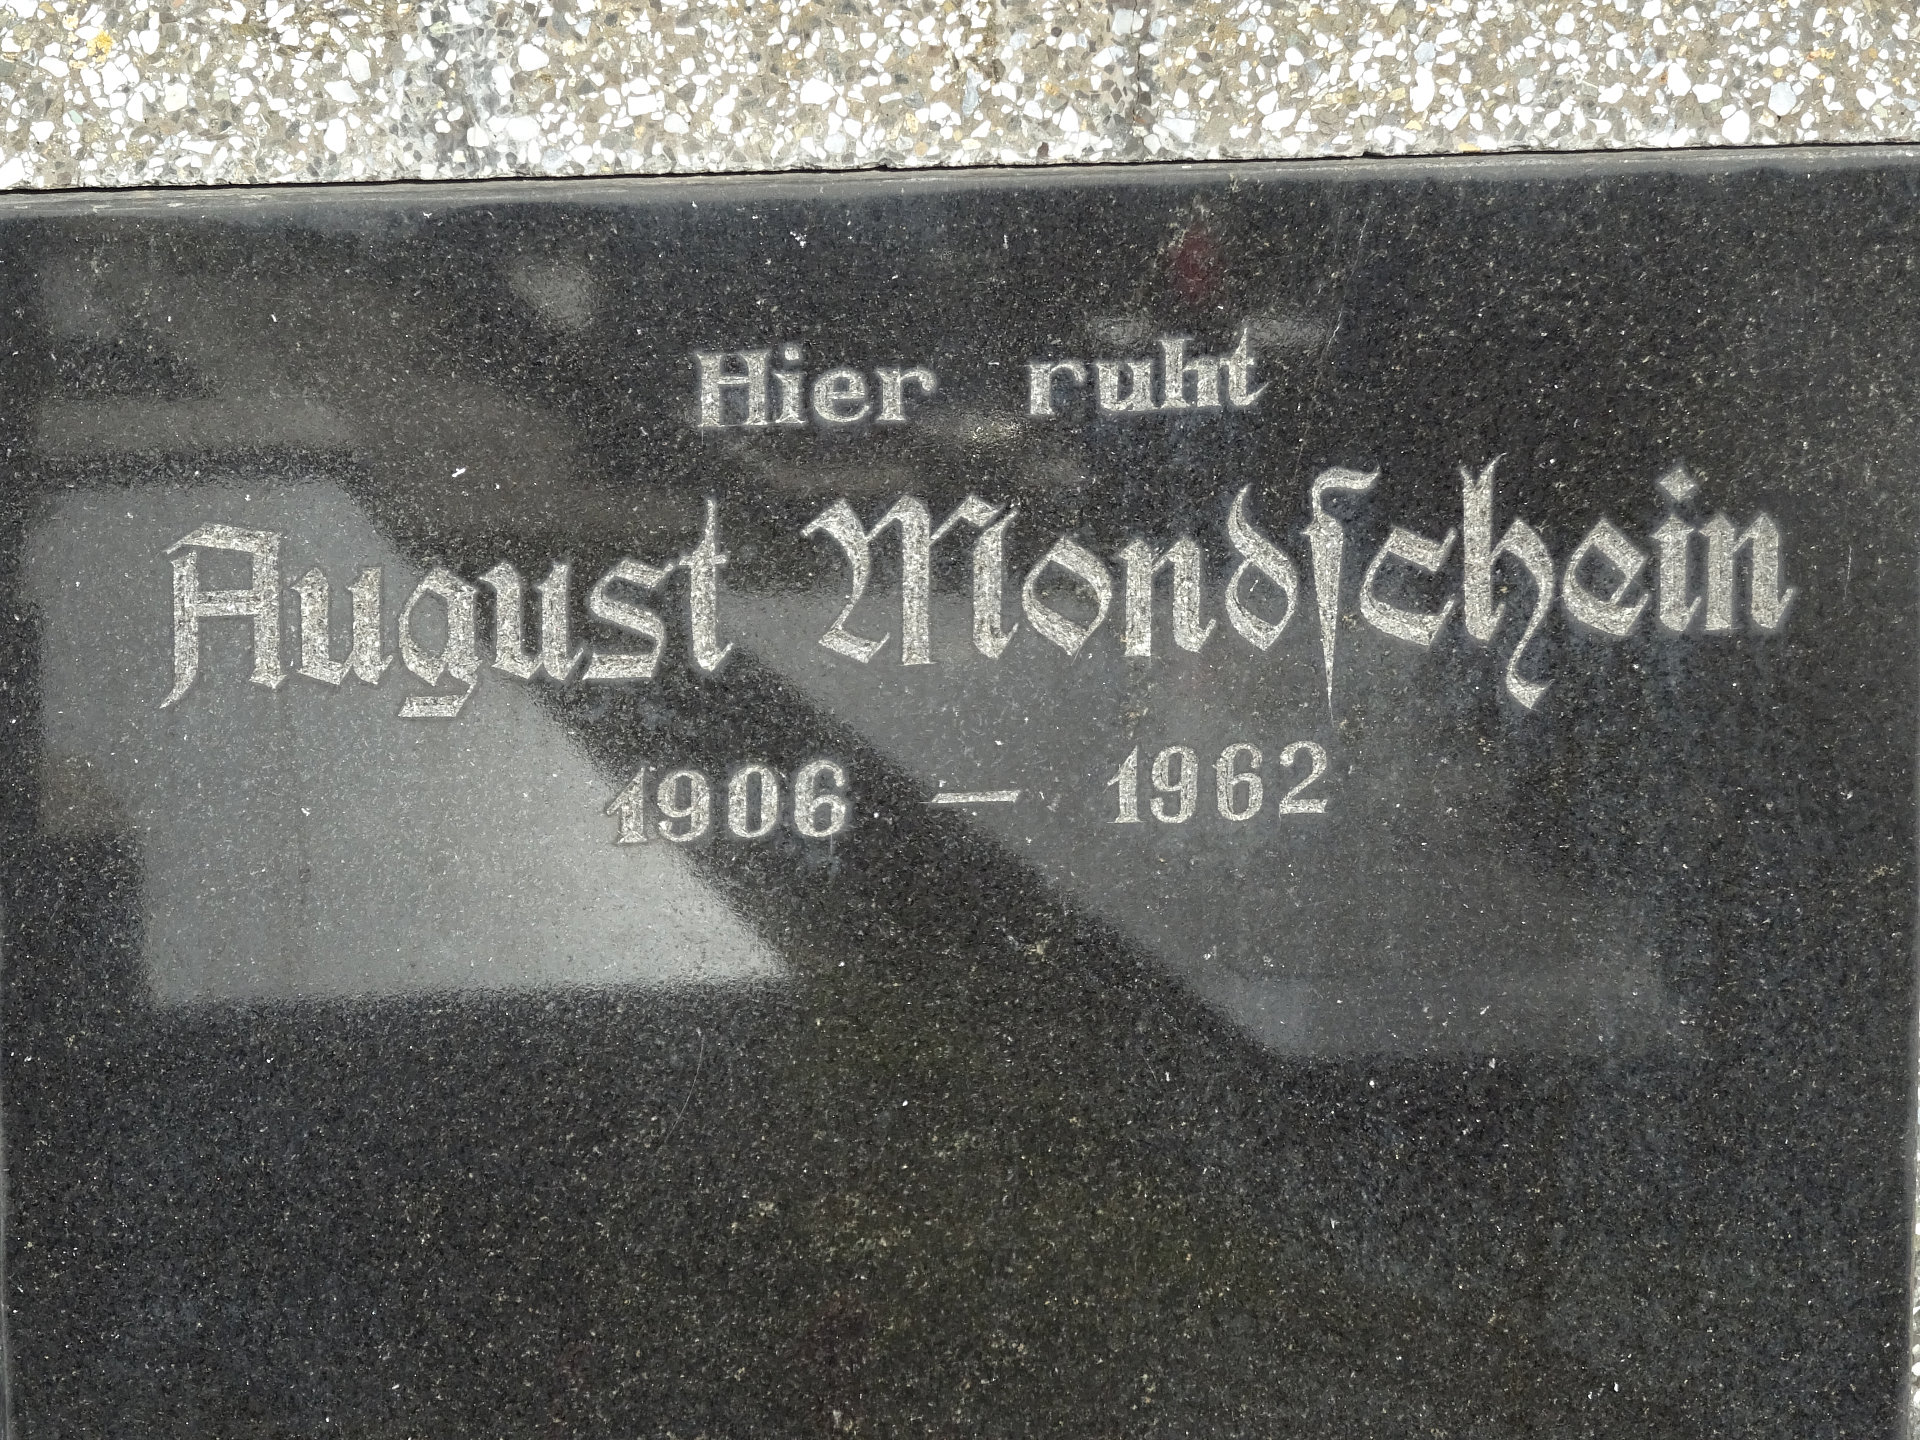 Hier ruht
August Mondſchein
1906 — 1962